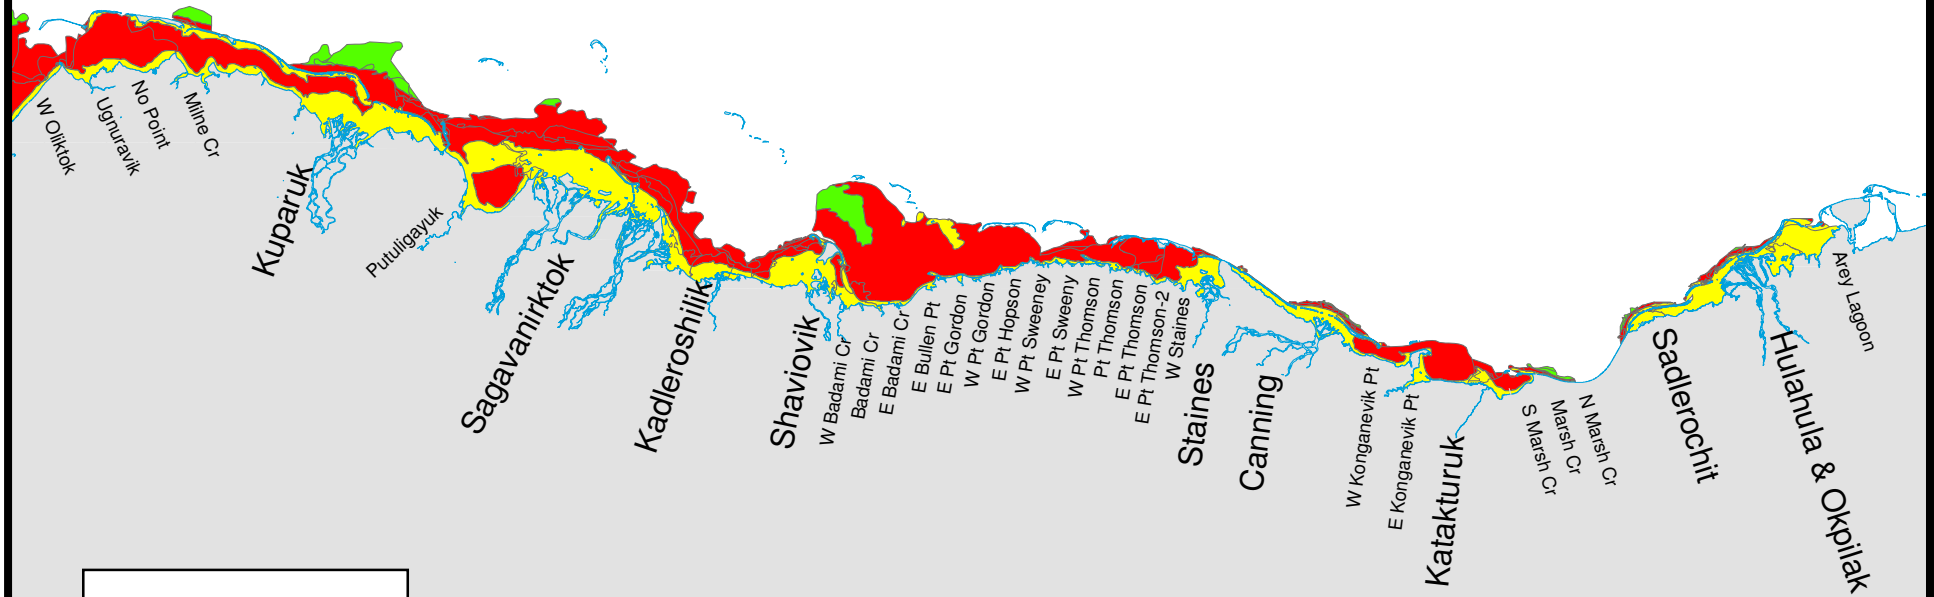 W Oliktok
Ugnuravik
No Point
Milne Cr
Kuparuk
Putuligayuk
Sagavanirktok
Kadleroshilik
Shaviovik
W Badami Cr
Badami Cr
E Badami Cr
E Bullen Pt
E Pt Gordon
W Pt Gordon
E Pt Hopson
W Pt Sweeney
E Pt Sweeny
W Pt Thomson
Pt Thomson
E Pt Thomson
E Pt Thomson-2
W Staines
Staines
Canning
W Konganevik Pt
E Konganevik Pt
Katakturuk
S Marsh Cr
Marsh Cr
N Marsh Cr
Sadlerochit
Hulahula & Okpilak
Arey Lagoon